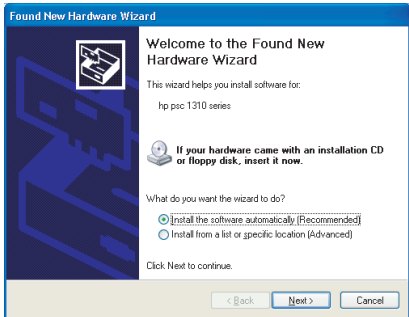 Found New Hardware Wizard
Welcome to the Found New
Hardware Wizard
This wizard helps you install software for:
hp psc 1310 series
If your hardware came with an installation CD
or floppy disk, insert it now.
What do you want the wizard to do?
Install the software automatically (Recommended)
Install from a list or specific location (Advanced)
Click Next to continue.
< Back
Next >
Cancel